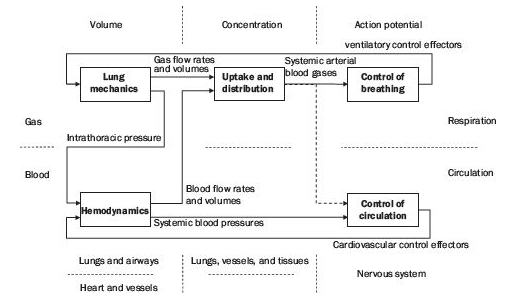 Volume
Concentration
Action potential
ventilatory control effectors
Gas flow rates
and volumes
Systemic arterial
blood gases
Lung
mechanics
Uptake and
distribution
Control of
breathing
Gas
Respiration
Intrathoracic pressure
Blood
Circulation
Blood flow rates
and volumes
Hemodynamics
Control of
circulation
Systemic blood pressures
Cardiovascular control effectors
Lungs and airways
Lungs, vessels, and tissues
Nervous system
Heart and vessels